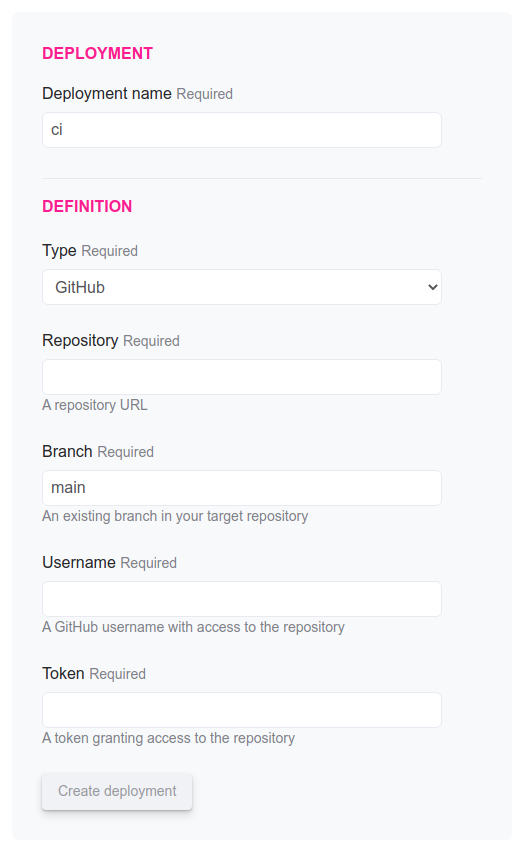 DEPLOYMENT
Deployment name Required
ci
DEFINITION
Type Required
GitHub
Repository Required
A repository URL
Branch Required
main
An existing branch in your target repository
Username Required
A GitHub username with access to the repository
Token Required
A token granting access to the repository
Create deployment